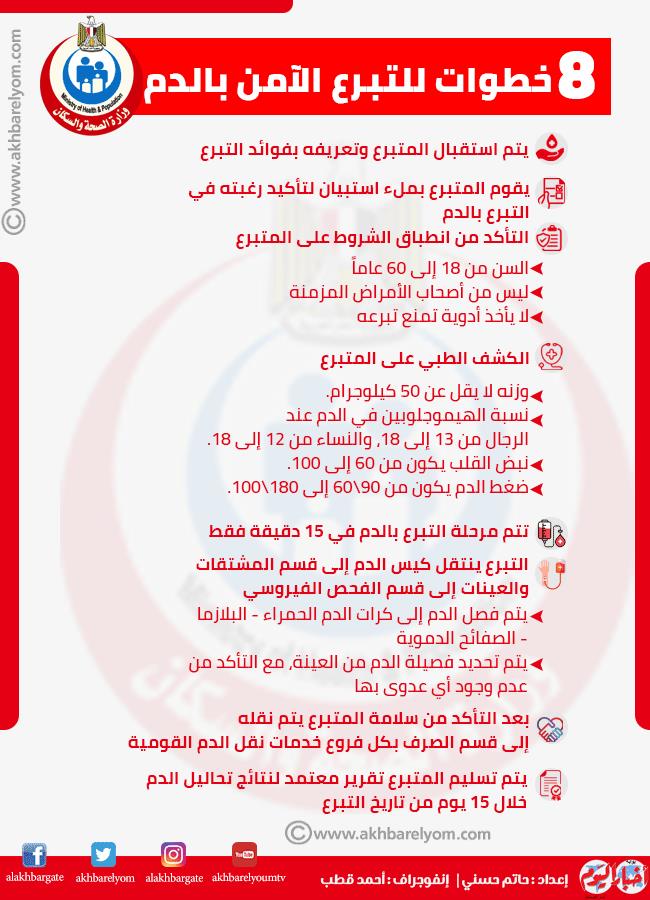 8 خطوات للتبرع الآمن بالدم
Ministry of Health & Population
وزارة الصحة والسكان
©www.akhbarelyom.com
يتم استقبال المتبرع وتعريفه بفوائد التبرع
يقوم المتبرع بملء استبيان لتأكيد رغبته في
التبرع بالدم
التأكد من انطباق الشروط على المتبرع
السن من 18 إلى 60 عاماً
ليس من أصحاب الأمراض المزمنة
لا يأخذ أدوية تمنع تبرعه
الكشف الطبي على المتبرع
وزنه لا يقل عن 50 كيلوجرام.
نسبة الهيموجلوبين في الدم عند
الرجال من 13 إلى 18, والنساء من 12 إلى 18.
نبض القلب يكون من 60 إلى 100.
ضغط الدم يكون من 90\60 إلى 180\100.
تتم مرحلة التبرع بالدم في 15 دقيقة فقط
التبرع ينتقل كيس الدم إلى قسم المشتقات
والعينات إلى قسم الفحص الفيروسي
يتم فصل الدم إلى كرات الدم الحمراء - البلازما
- الصفائح الدموية
يتم تحديد فصيلة الدم من العينة, مع التأكد من
عدم وجود أي عدوى بها
بعد التأكد من سلامة المتبرع يتم نقله
إلى قسم الصرف بكل فروع خدمات نقل الدم القومية
يتم تسليم المتبرع تقرير معتمد لنتائج تحاليل الدم
خلال 15 يوم من تاريخ التبرع
©www.akhbarelyom.com
alakhbargate
akhbarelyom
alakhbargate
akhbarelyoumtv
You Tube
إعداد : حاتم حسني | إنفوجراف : أحمد قطب
أخبار اليوم